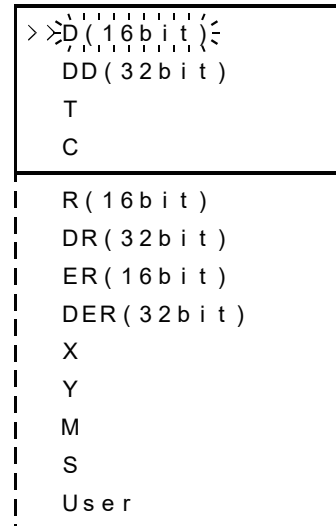 >>D(16bit)
DD(32bit)
T
C
R(16bit)
DR(32bit)
ER(16bit)
DER(32bit)
X
Y
M
S
User